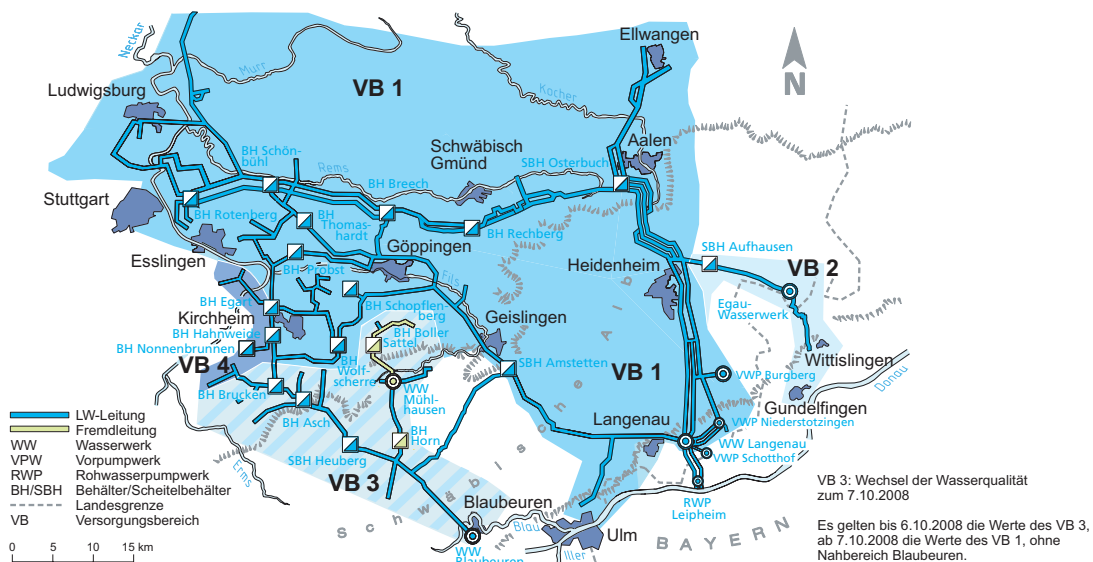 Ellwangen
Neckar
Murr
Kocher
N
Ludwigsburg
VB 1
Aalen
BH Schön-
bühl
Rems
Schwäbisch
Gmünd
SBH Osterbuch
BH Breech
Stuttgart
BH Rotenberg
BH
Thomas-
hardt
BH Rechberg
Göppingen
SBH Aufhausen
Esslingen
BH Probst
Fils
Heidenheim
VB 2
BH Egart
BH Schopflen-
berg
Egau-
Wasserwerk
Kirchheim
BH Hahnweide
BH Boller
Sattel
Geislingen
BH Nonnenbrunnen
VB 4
BH
Wolf-
scherre
SBH Amstetten
VB 1
Wittislingen
Donau
WW
Mühl-
hausen
VWP Burgberg
BH Brucken
Gundelfingen
LW-Leitung
Fremdleitung
BH Asch
BH
Horn
Langenau
VWP Niederstotzingen
WW Wasserwerk
WW Langenau
VPW Vorpumpwerk
VWP Schotthof
RWP Rohwasserpumpwerk
Erms
SBH Heuberg
BH/SBH Behälter/Scheitelbehälter
VB 3
RWP
Leipheim
Landesgrenze
VB Versorgungsbereich
Schwäbische Alb
Blaubeuren
Blau
Ulm
BAYERN
0 5 10 15 km
WW
Blaubeuren
Iller
VB 3: Wechsel der Wasserqualität
zum 7.10.2008
Es gelten bis 6.10.2008 die Werte des VB 3,
ab 7.10.2008 die Werte des VB 1, ohne
Nahbereich Blaubeuren.